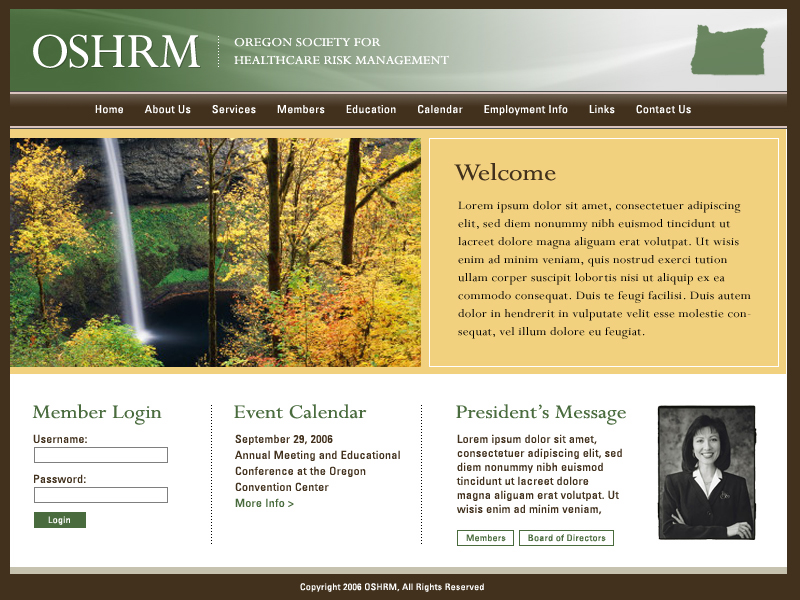 OSHRM
OREGON SOCIETY FOR
HEALTHCARE RISK MANAGEMENT
Home About Us Services Members Education Calendar Employment Info Links Contact Us
Welcome
Lorem ipsum dolor sit amet, consectetuer adipiscing
elit, sed diem nonummy nibh euismod tincidunt ut
lacreet dolore magna aliguam erat volutpat. Ut wisis
enim ad minim veniam, quis nostrud exerci tution
ullam corper suscipit lobortis nisi ut aliquip ex ea
commodo consequat. Duis te feugi facilisi. Duis autem
dolor in hendrerit in vulputate velit esse molestie con-
sequat, vel illum dolore eu feugiat.
Member Login
Username:
Password:
Login
Event Calendar
September 29, 2006
Annual Meeting and Educational
Conference at the Oregon
Convention Center
More Info >
President's Message
Lorem ipsum dolor sit amet,
consectetuer adipiscing elit, sed
diem nonummy nibh euismod
tincidunt ut lacreet dolore
magna aliguam erat volutpat. Ut
wisis enim ad minim veniam,
Members Board of Directors
Copyright 2006 OSHRM, All Rights Reserved